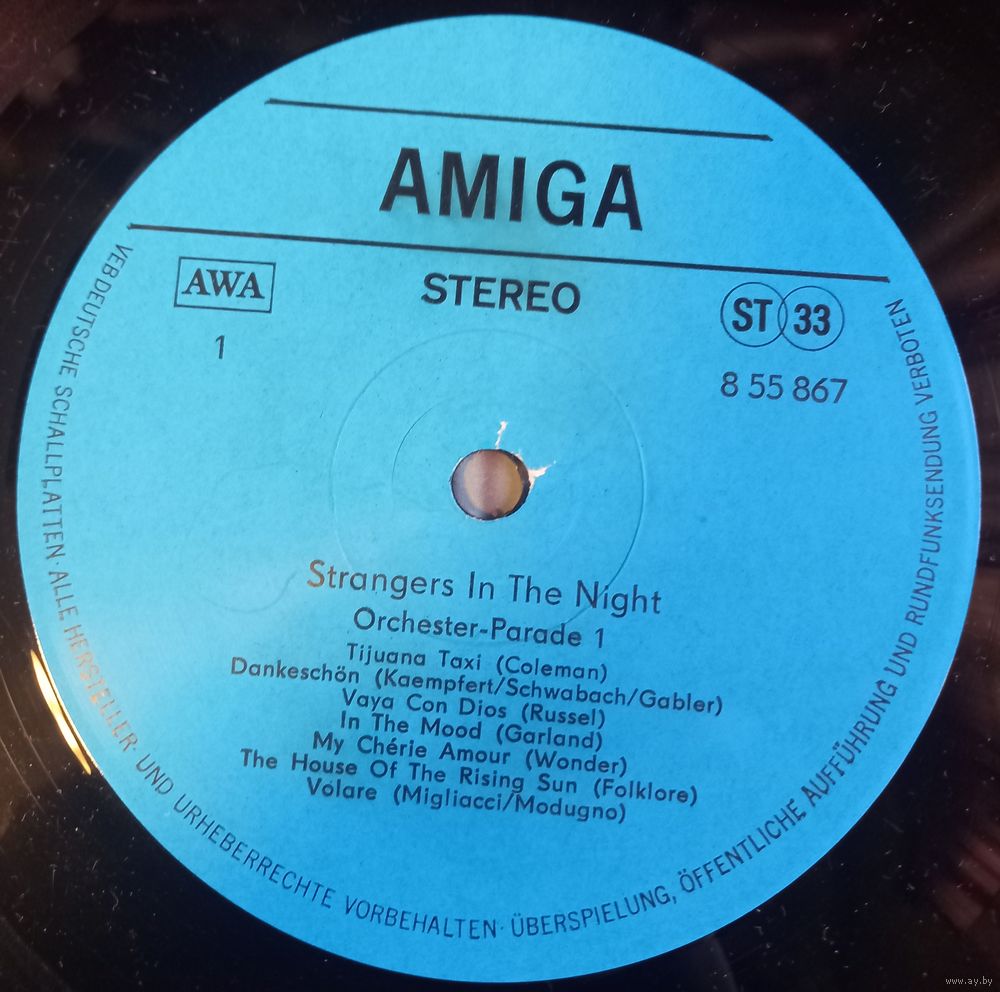 AMIGA
AWA
STEREO
ST 33
1
8 55 867
Strangers In The Night
Orchester-Parade 1
Tijuana Taxi (Coleman)
Dankeschön (Kaempfert/Schwabach/Gabler)
Vaya Con Dios (Russel)
In The Mood (Garland)
My Chérie Amour (Wonder)
The House Of The Rising Sun (Folklore)
Volare (Migliacci/Modugno)
VEB DEUTSCHE SCHALLPLATTEN · ALLE HERSTELLER- UND URHEBERRECHTE VORBEHALTEN · ÜBERSPIELUNG, ÖFFENTLICHE AUFFÜHRUNG UND RUNDFUNKSENDUNG VERBOTEN
www.ay.by